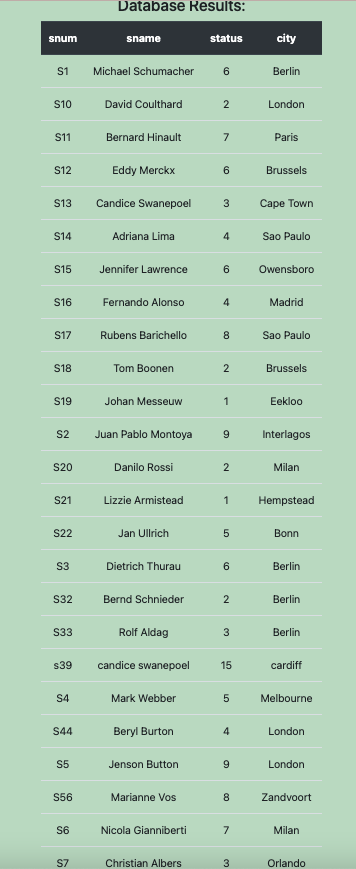 Database Results:
snum sname status city
S1 Michael Schumacher 6 Berlin
S10 David Coulthard 2 London
S11 Bernard Hinault 7 Paris
S12 Eddy Merckx 6 Brussels
S13 Candice Swanepoel 3 Cape Town
S14 Adriana Lima 4 Sao Paulo
S15 Jennifer Lawrence 6 Owensboro
S16 Fernando Alonso 4 Madrid
S17 Rubens Barichello 8 Sao Paulo
S18 Tom Boonen 2 Brussels
S19 Johan Messeuw 1 Eekloo
S2 Juan Pablo Montoya 9 Interlagos
S20 Danilo Rossi 2 Milan
S21 Lizzie Armistead 1 Hempstead
S22 Jan Ullrich 5 Bonn
S3 Dietrich Thurau 6 Berlin
S32 Bernd Schnieder 2 Berlin
S33 Rolf Aldag 3 Berlin
s39 candice swanepoel 15 cardiff
S4 Mark Webber 5 Melbourne
S44 Beryl Burton 4 London
S5 Jenson Button 9 London
S56 Marianne Vos 8 Zandvoort
S6 Nicola Gianniberti 7 Milan
S7 Christian Albers 3 Orlando